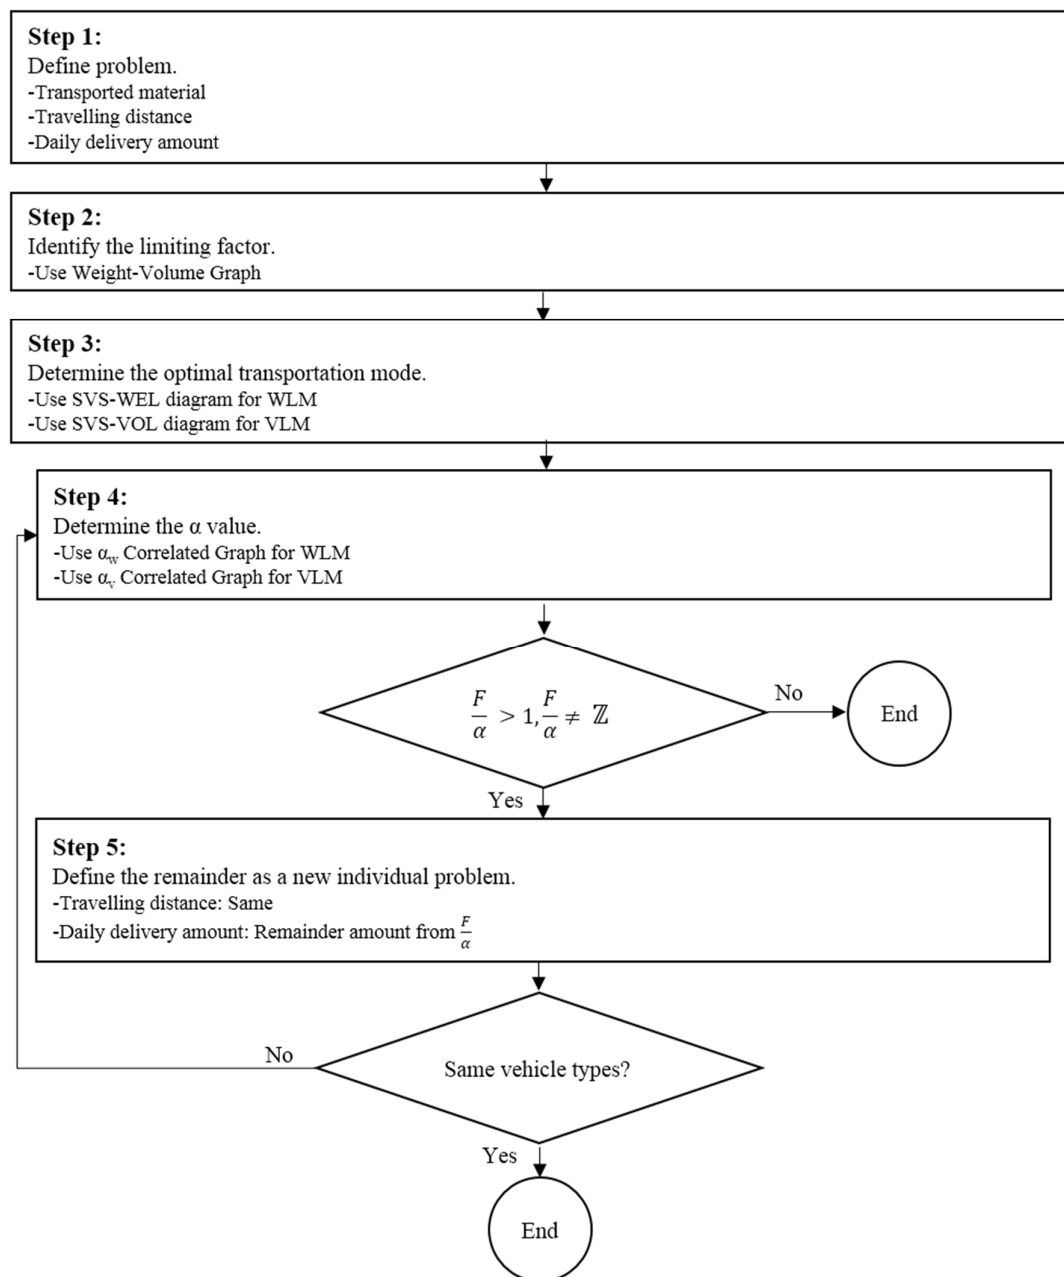 Step 1:
Define problem.
-Transported material
-Travelling distance
-Daily delivery amount
Step 2:
Identify the limiting factor.
-Use Weight-Volume Graph
Step 3:
Determine the optimal transportation mode.
-Use SVS-WEL diagram for WLM
-Use SVS-VOL diagram for VLM
Step 4:
Determine the α value.
-Use α_w Correlated Graph for WLM
-Use α_v Correlated Graph for VLM
F/α > 1, F/α ≠ ℤ
No
End
Yes
Step 5:
Define the remainder as a new individual problem.
-Travelling distance: Same
-Daily delivery amount: Remainder amount from F/α
No
Same vehicle types?
Yes
End